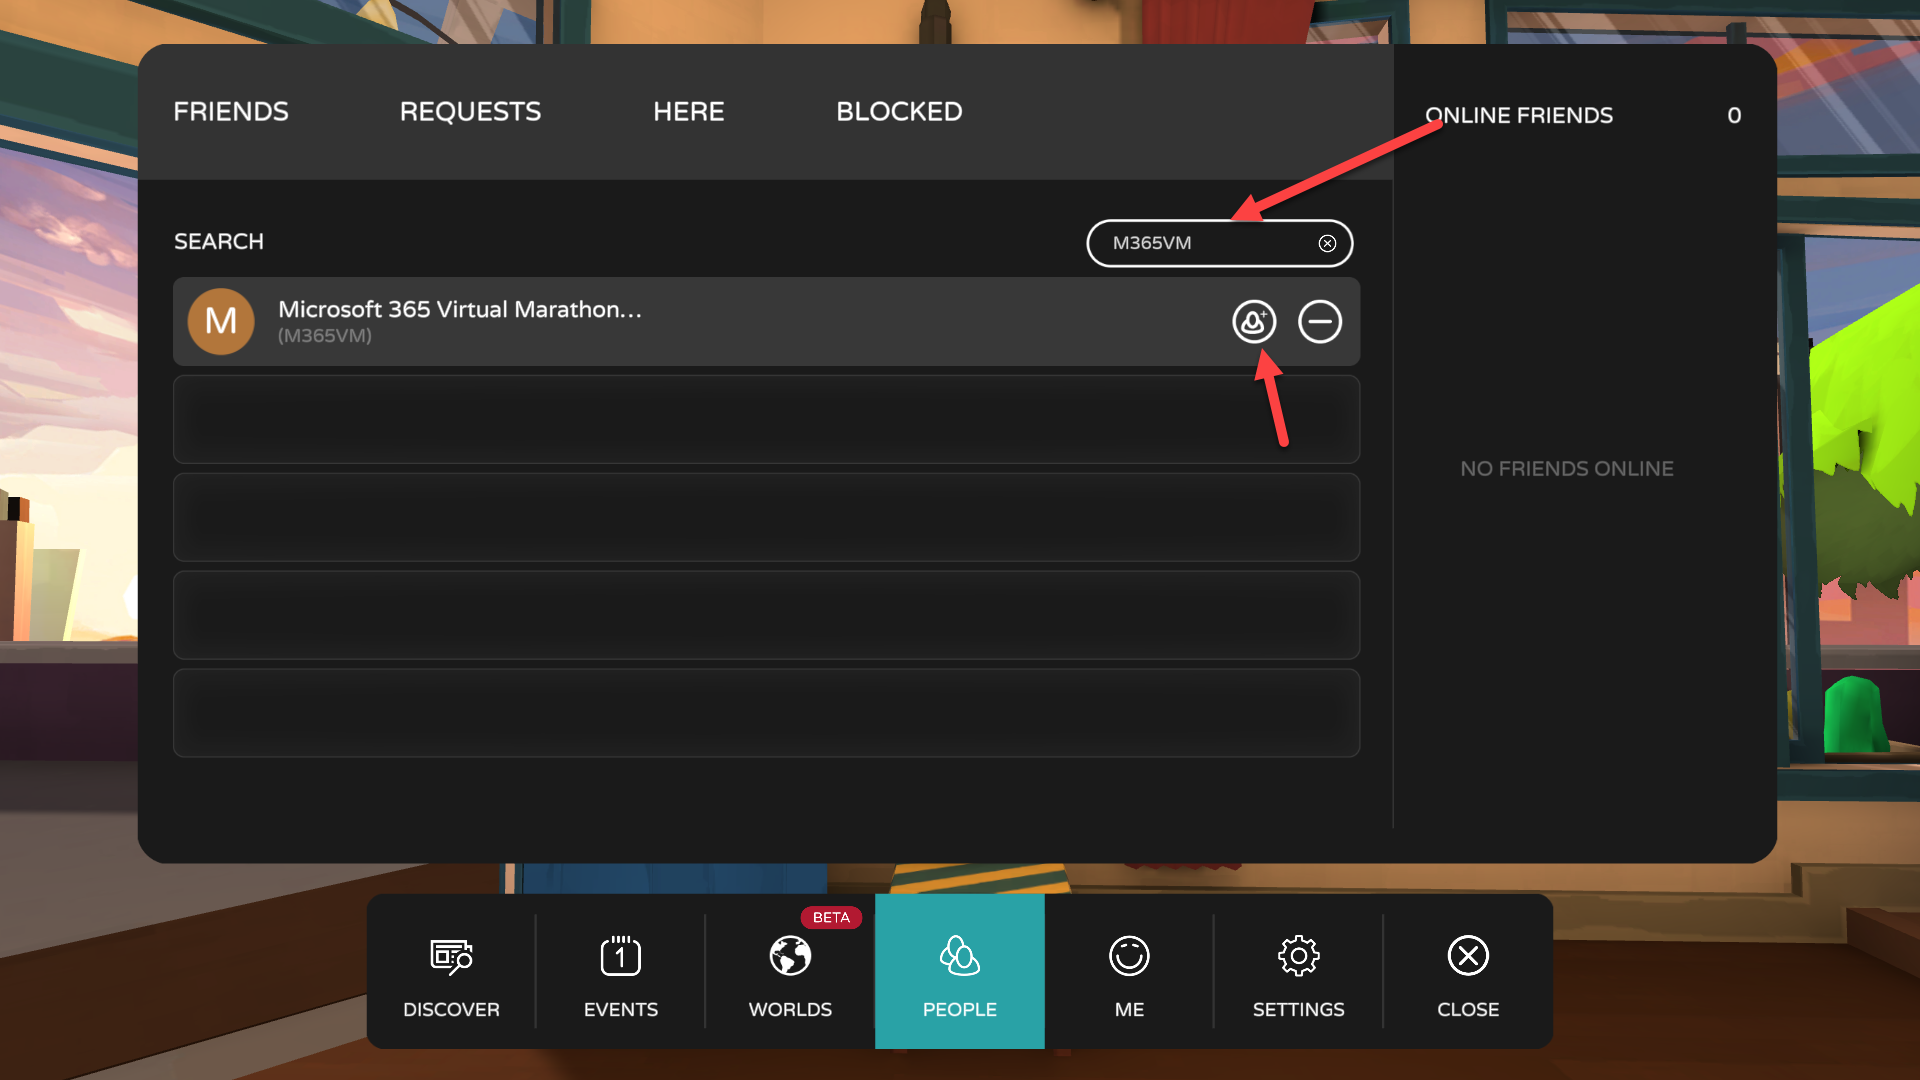 FRIENDS REQUESTS HERE BLOCKED
ONLINE FRIENDS 0
SEARCH
M365VM
M
Microsoft 365 Virtual Marathon...
(M365VM)
NO FRIENDS ONLINE
BETA
1
DISCOVER EVENTS WORLDS PEOPLE ME SETTINGS CLOSE